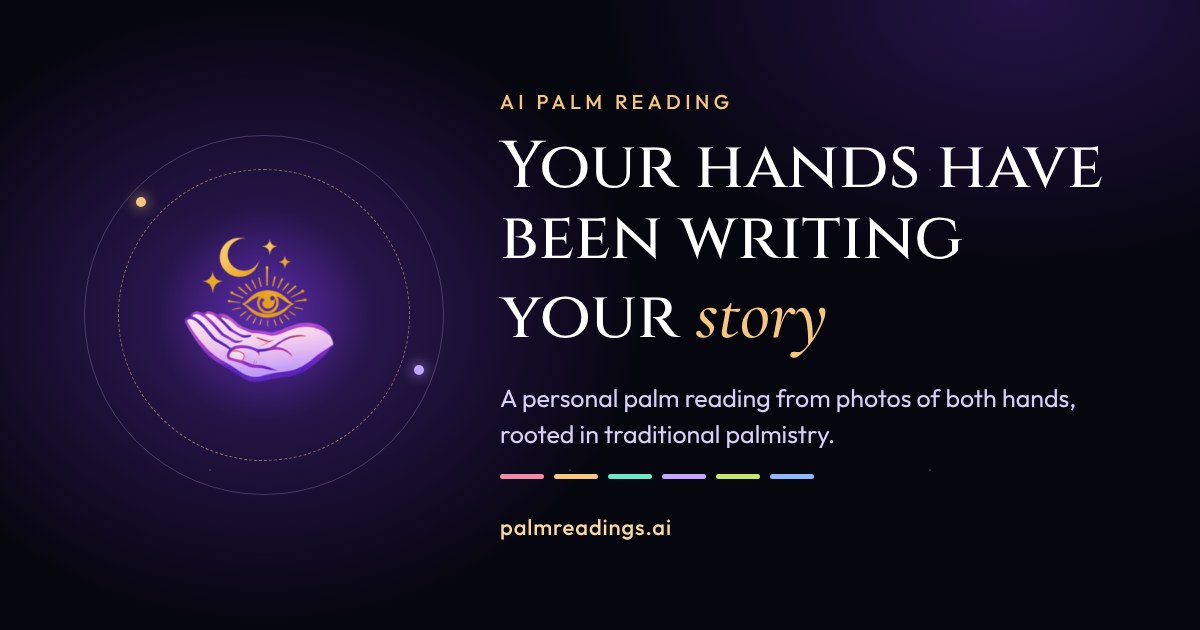 AI PALM READING
YOUR HANDS HAVE
BEEN WRITING
YOUR story
A personal palm reading from photos of both hands,
rooted in traditional palmistry.
palmreadings.ai